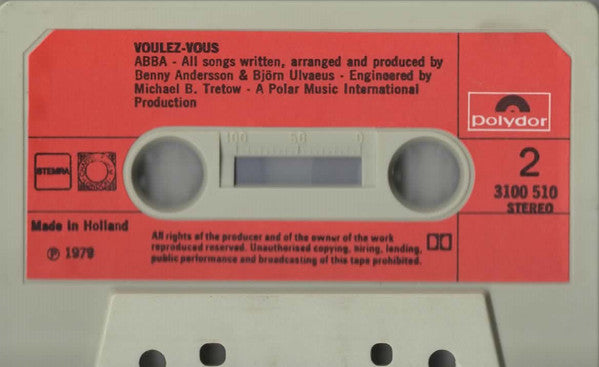 VOULEZ-VOUS
ABBA - All songs written, arranged and produced by
Benny Andersson & Björn Ulvaeus - Engineered by
Michael B. Tretow - A Polar Music International
Production
polydor
100 50 0
STEMRA
2
3100 510
STEREO
Made in Holland
℗ 1979
All rights of the producer and of the owner of the work
reproduced reserved. Unauthorised copying, hiring, lending,
public performance and broadcasting of this tape prohibited.